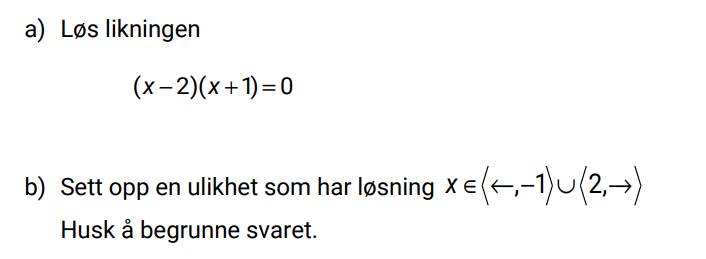 a) Løs likningen
(x−2)(x+1)=0
b) Sett opp en ulikhet som har løsning x∈⟨←,−1⟩∪⟨2,→⟩
Husk å begrunne svaret.